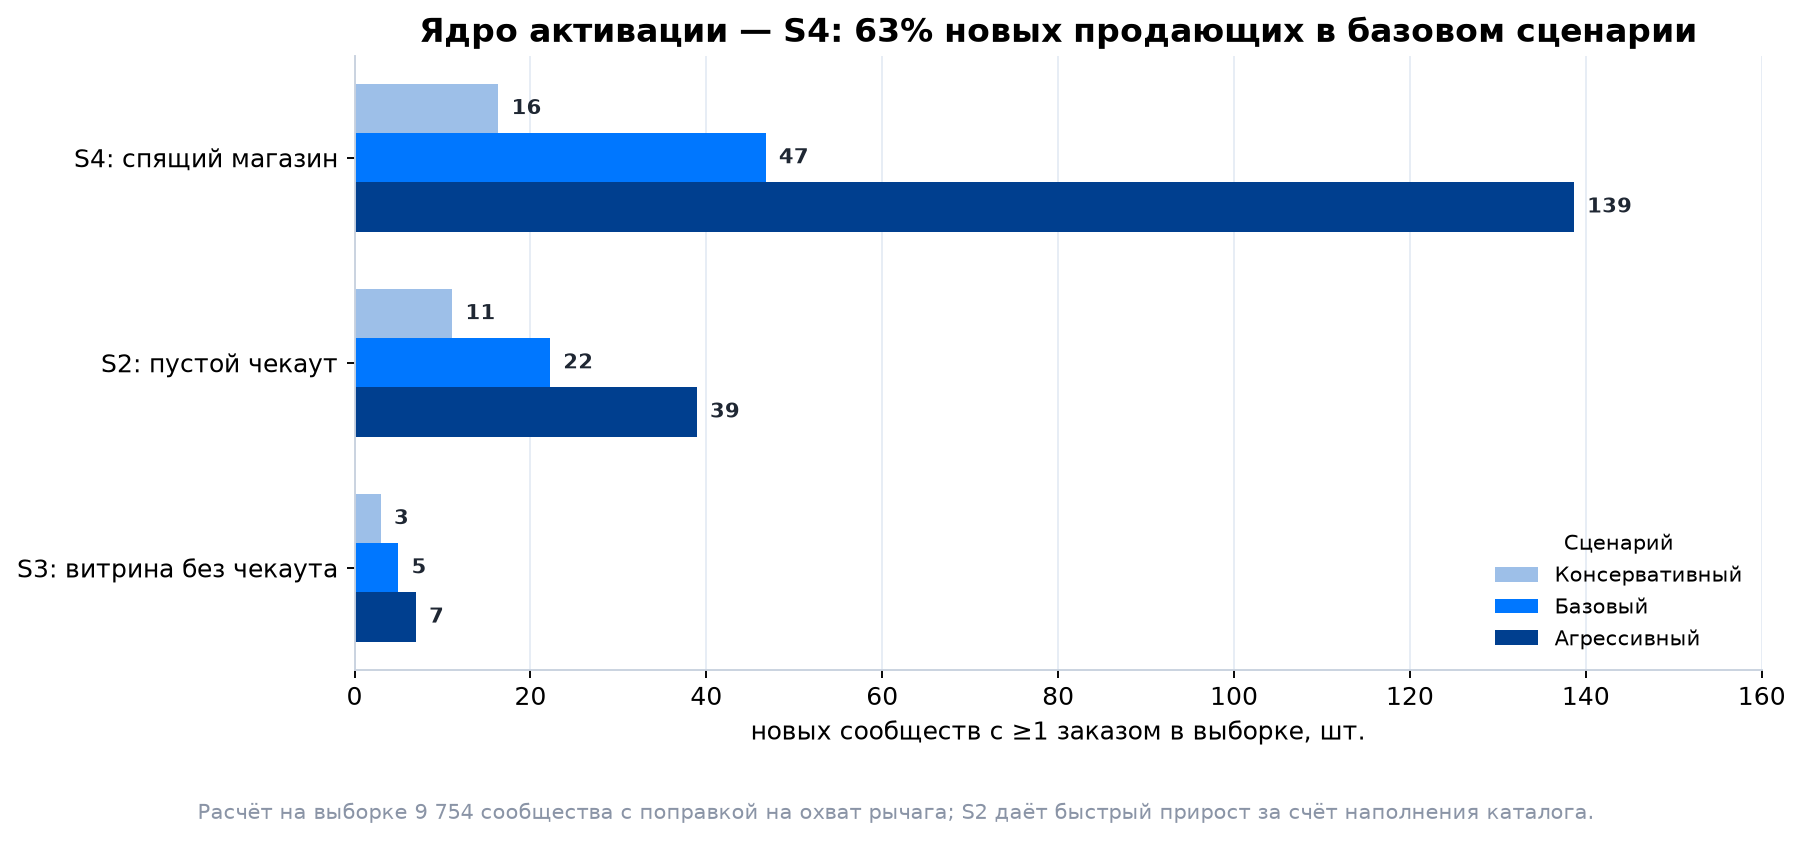 Ядро активации — S4: 63% новых продающих в базовом сценарии
S4: спящий магазин
16
47
139
S2: пустой чекаут
11
22
39
S3: витрина без чекаута
3
5
7
Сценарий
Консервативный
Базовый
Агрессивный
0 20 40 60 80 100 120 140 160
новых сообществ с ≥1 заказом в выборке, шт.
Расчёт на выборке 9 754 сообщества с поправкой на охват рычага; S2 даёт быстрый прирост за счёт наполнения каталога.